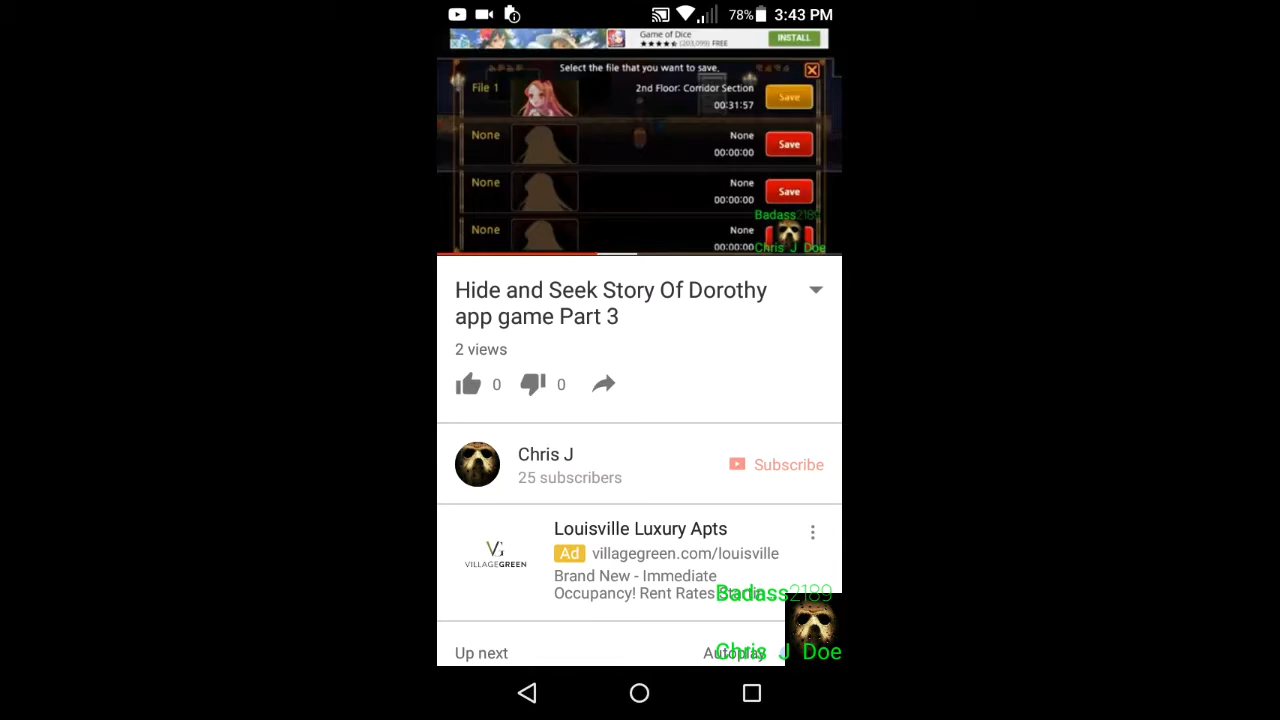 78% 3:43 PM
Game of Dice
(203,099) FREE
INSTALL
Select the file that you want to save.
File 1
2nd Floor: Corridor Section
00:31:57
Save
None
None
00:00:00
Save
None
None
00:00:00
Save
None
None
00:00:00
Badass2189
Chris J Doe
Hide and Seek Story Of Dorothy
app game Part 3
2 views
0 0
Chris J
25 subscribers
Subscribe
VG
VILLAGEGREEN
Louisville Luxury Apts
Ad villagegreen.com/louisville
Brand New - Immediate
Occupancy! Rent Rates
Badass2189
Up next
Autoplay
Chris J Doe